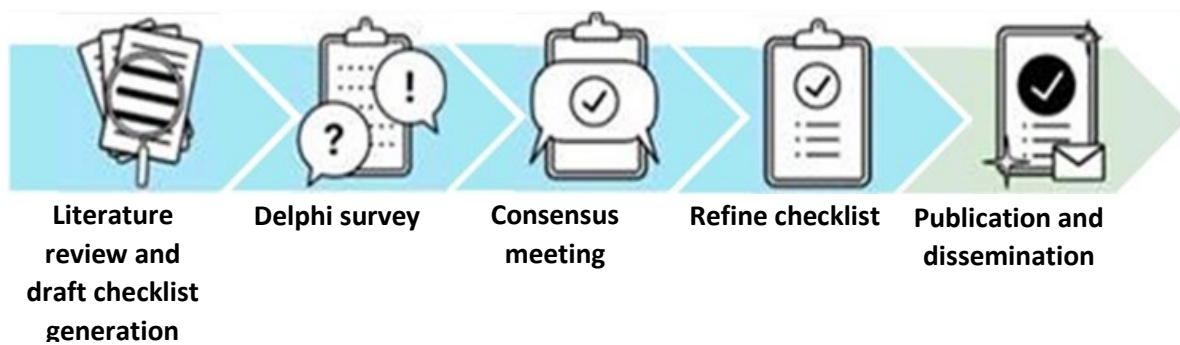 ?
!
Literature
review and
draft checklist
generation
Delphi survey
Consensus
meeting
Refine checklist
Publication and
dissemination